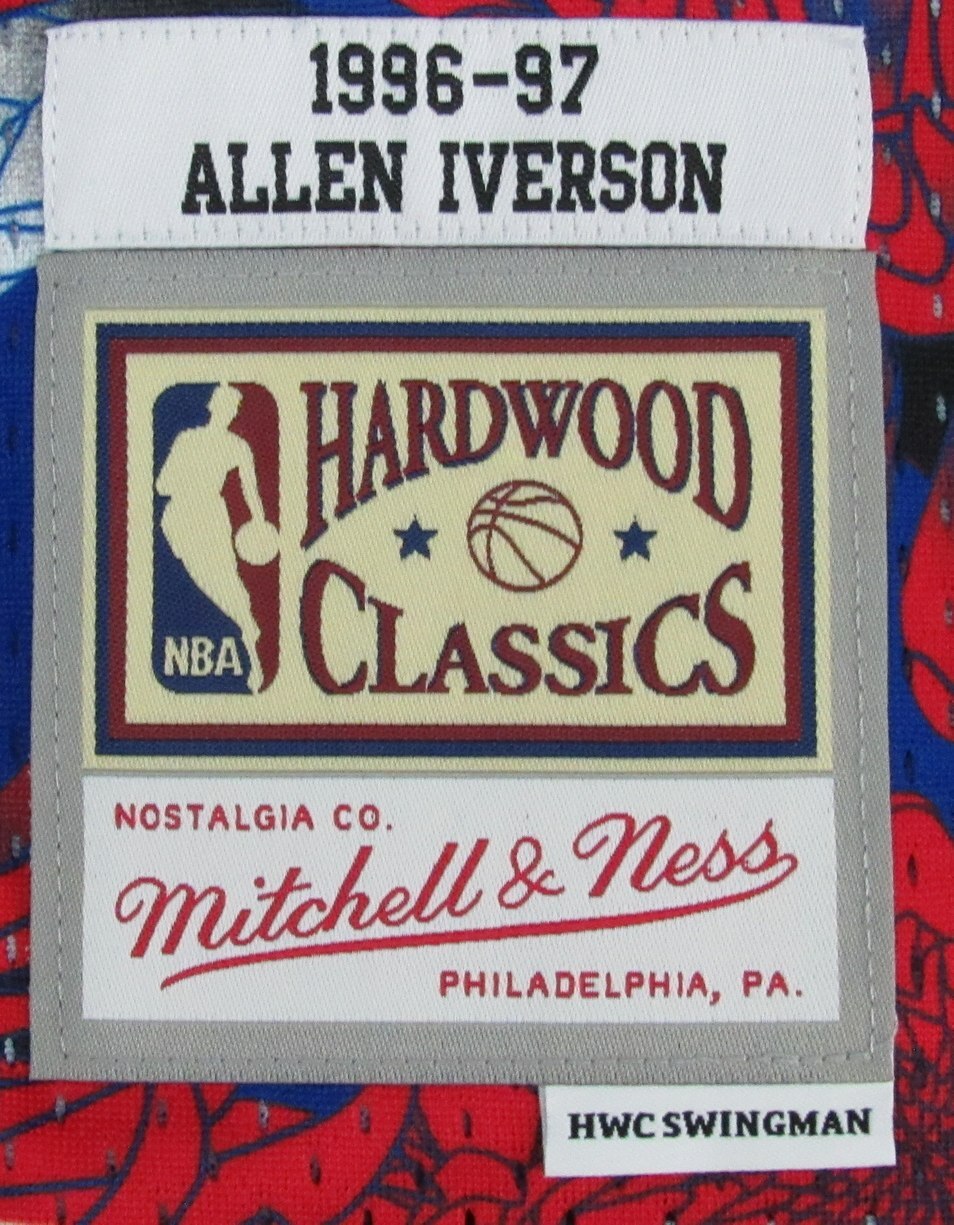 1996-97
ALLEN IVERSON
HARDWOOD
CLASSICS
NBA
NOSTALGIA CO.
Mitchell & Ness
PHILADELPHIA, PA.
HWC SWINGMAN